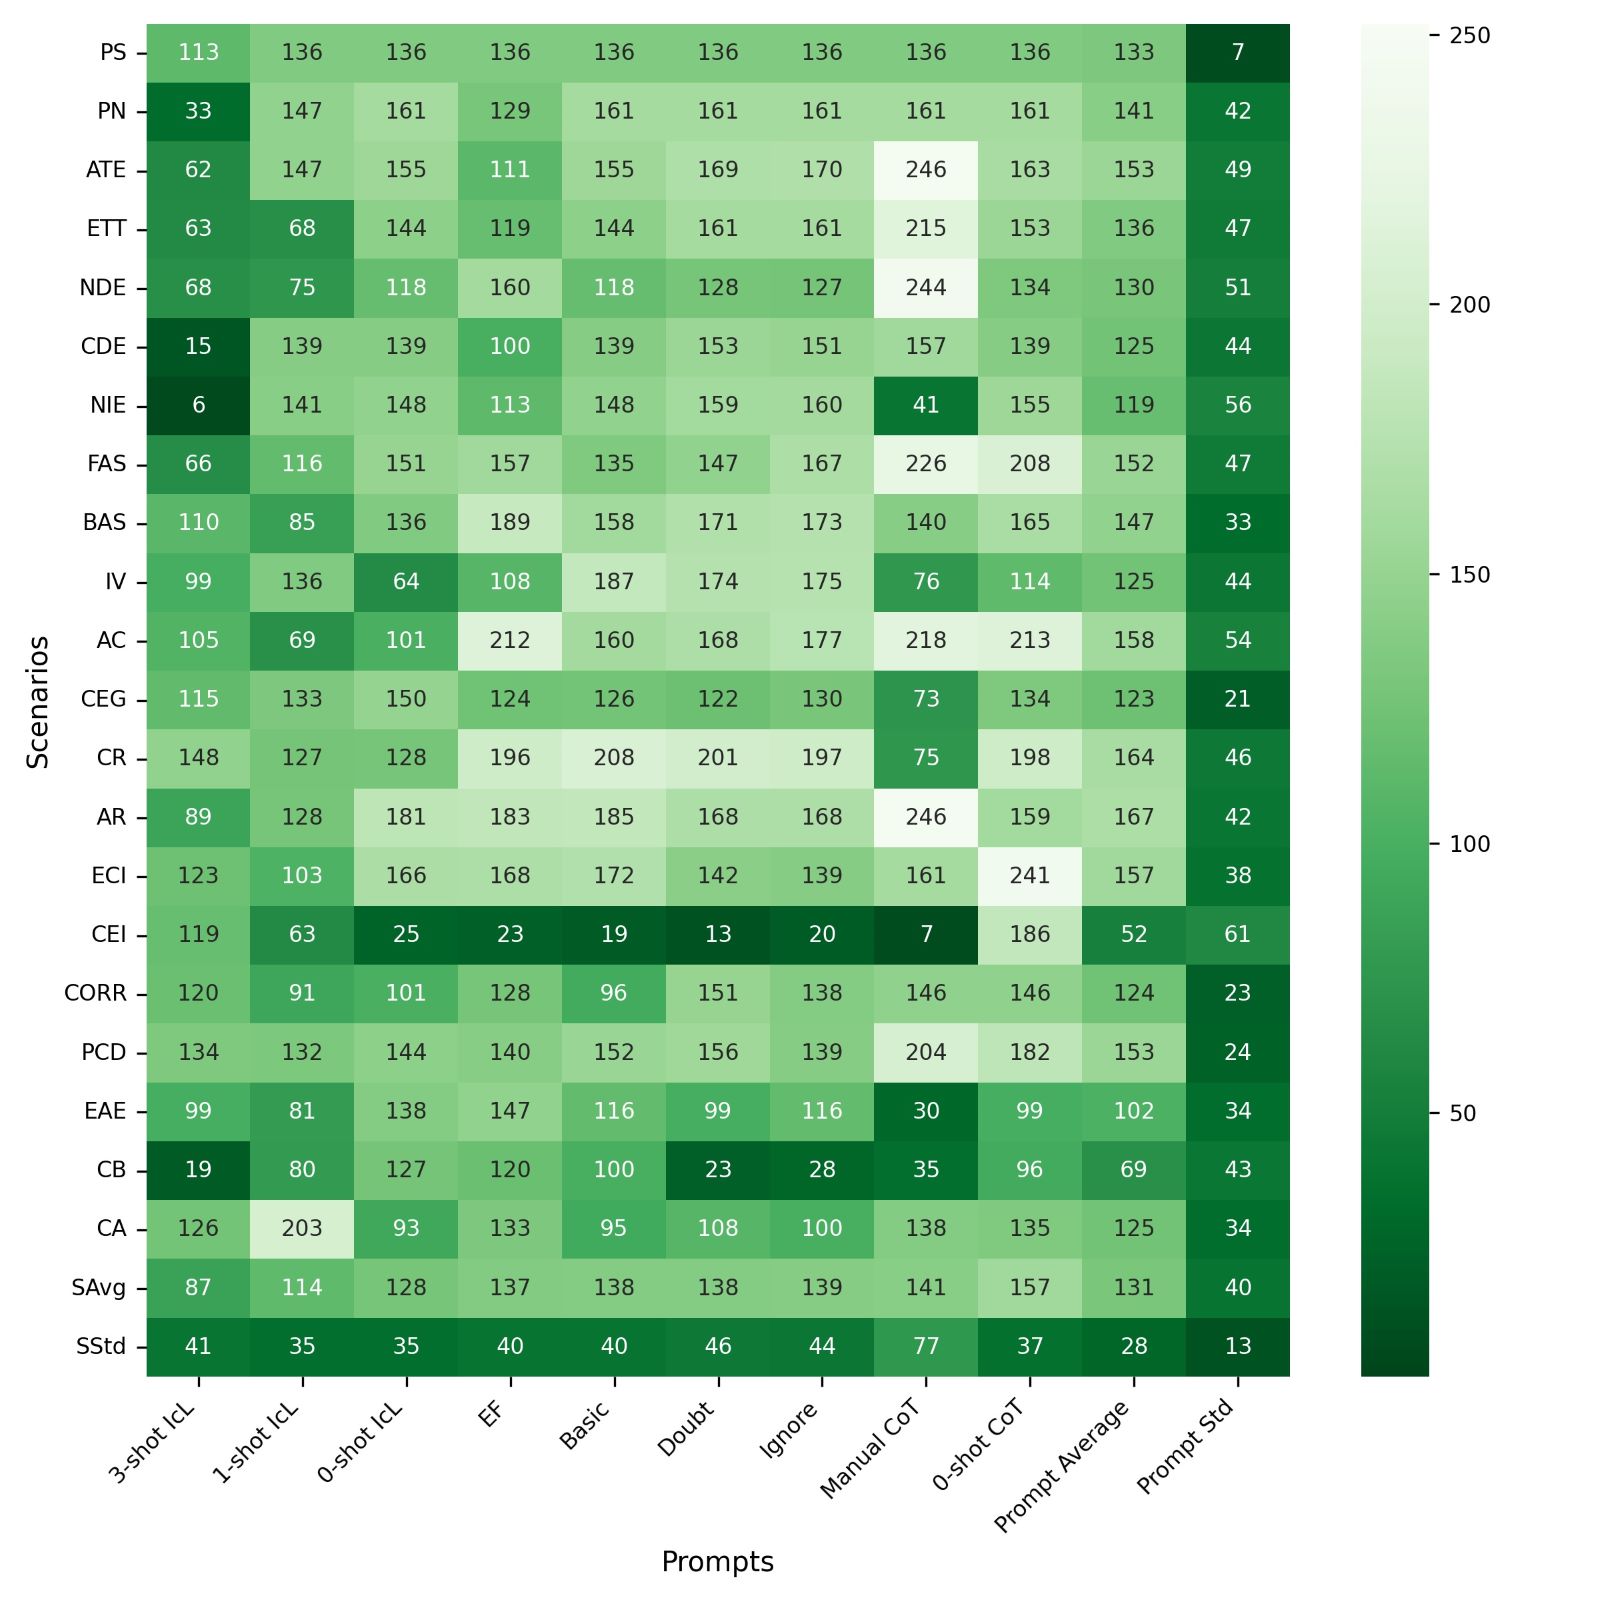 PS 113 136 136 136 136 136 136 136 136 133 7
PN 33 147 161 129 161 161 161 161 161 141 42
ATE 62 147 155 111 155 169 170 246 163 153 49
ETT 63 68 144 119 144 161 161 215 153 136 47
NDE 68 75 118 160 118 128 127 244 134 130 51
CDE 15 139 139 100 139 153 151 157 139 125 44
NIE 6 141 148 113 148 159 160 41 155 119 56
FAS 66 116 151 157 135 147 167 226 208 152 47
BAS 110 85 136 189 158 171 173 140 165 147 33
IV 99 136 64 108 187 174 175 76 114 125 44
AC 105 69 101 212 160 168 177 218 213 158 54
CEG 115 133 150 124 126 122 130 73 134 123 21
CR 148 127 128 196 208 201 197 75 198 164 46
AR 89 128 181 183 185 168 168 246 159 167 42
ECI 123 103 166 168 172 142 139 161 241 157 38
CEI 119 63 25 23 19 13 20 7 186 52 61
CORR 120 91 101 128 96 151 138 146 146 124 23
PCD 134 132 144 140 152 156 139 204 182 153 24
EAE 99 81 138 147 116 99 116 30 99 102 34
CB 19 80 127 120 100 23 28 35 96 69 43
CA 126 203 93 133 95 108 100 138 135 125 34
SAvg 87 114 128 137 138 138 139 141 157 131 40
SStd 41 35 35 40 40 46 44 77 37 28 13
Scenarios
3-shot IcL
1-shot IcL
0-shot IcL
EF
Basic
Doubt
Ignore
Manual CoT
0-shot CoT
Prompt Average
Prompt Std
Prompts
250
200
150
100
50